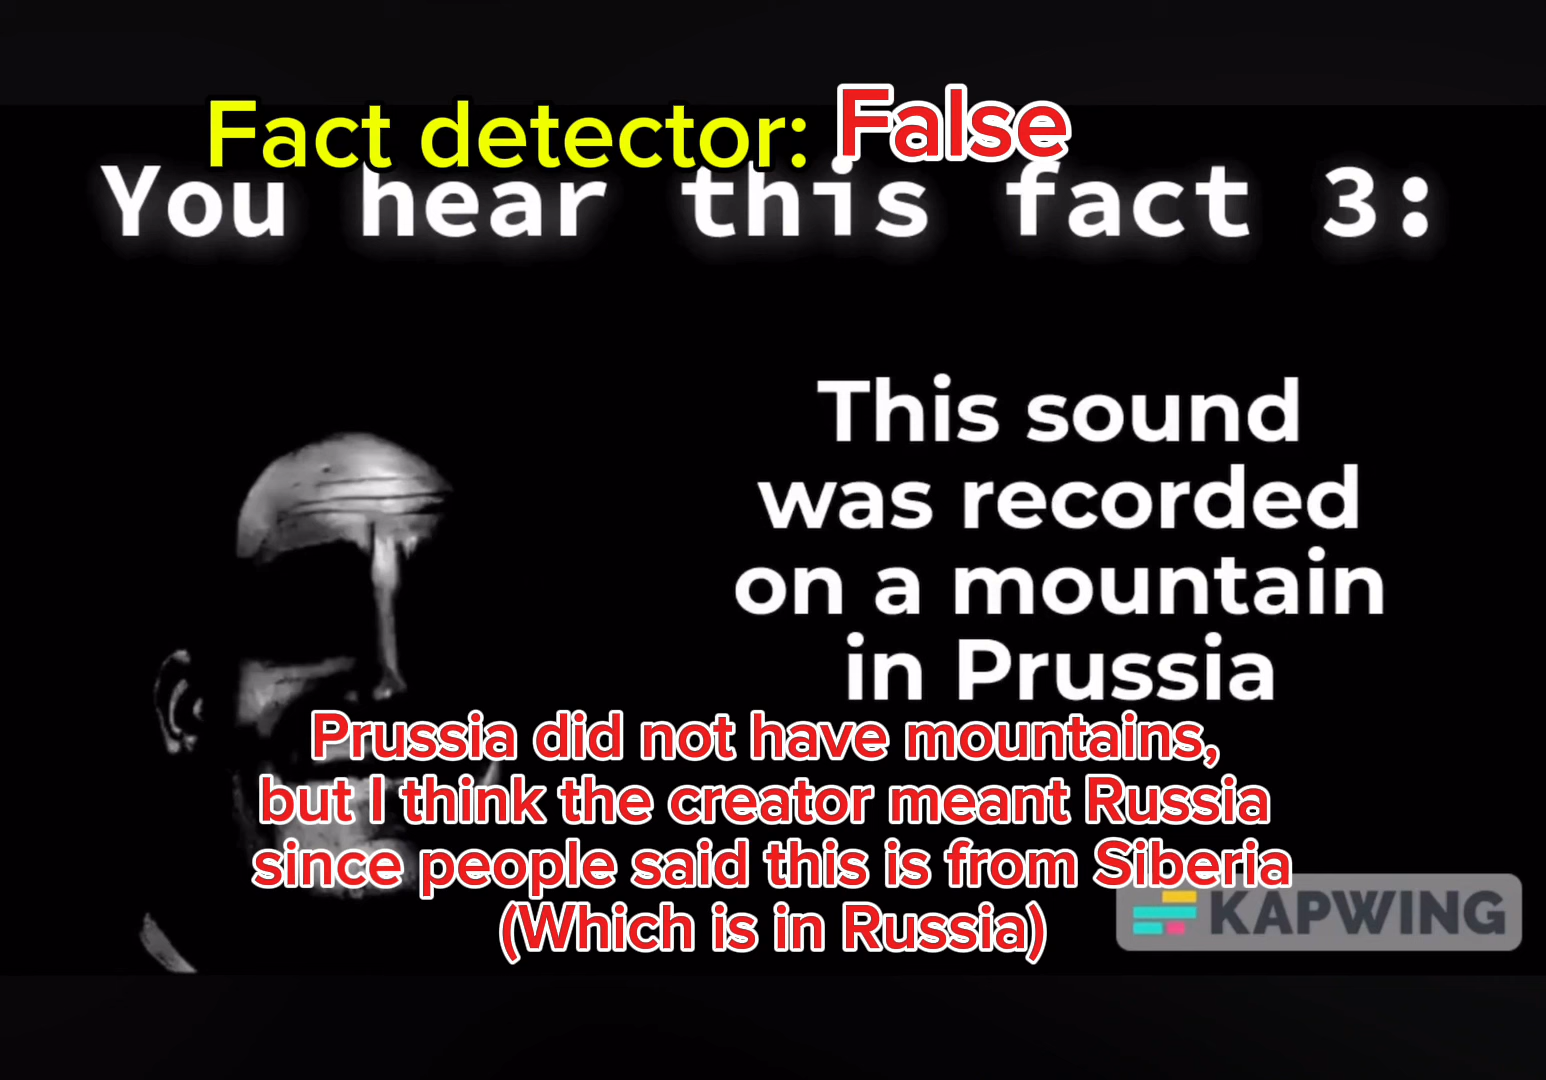 Fact detector: False
You hear this fact 3:
This sound
was recorded
on a mountain
in Prussia
Prussia did not have mountains,
but I think the creator meant Russia
since people said this is from Siberia
(Which is in Russia)
KAPWING